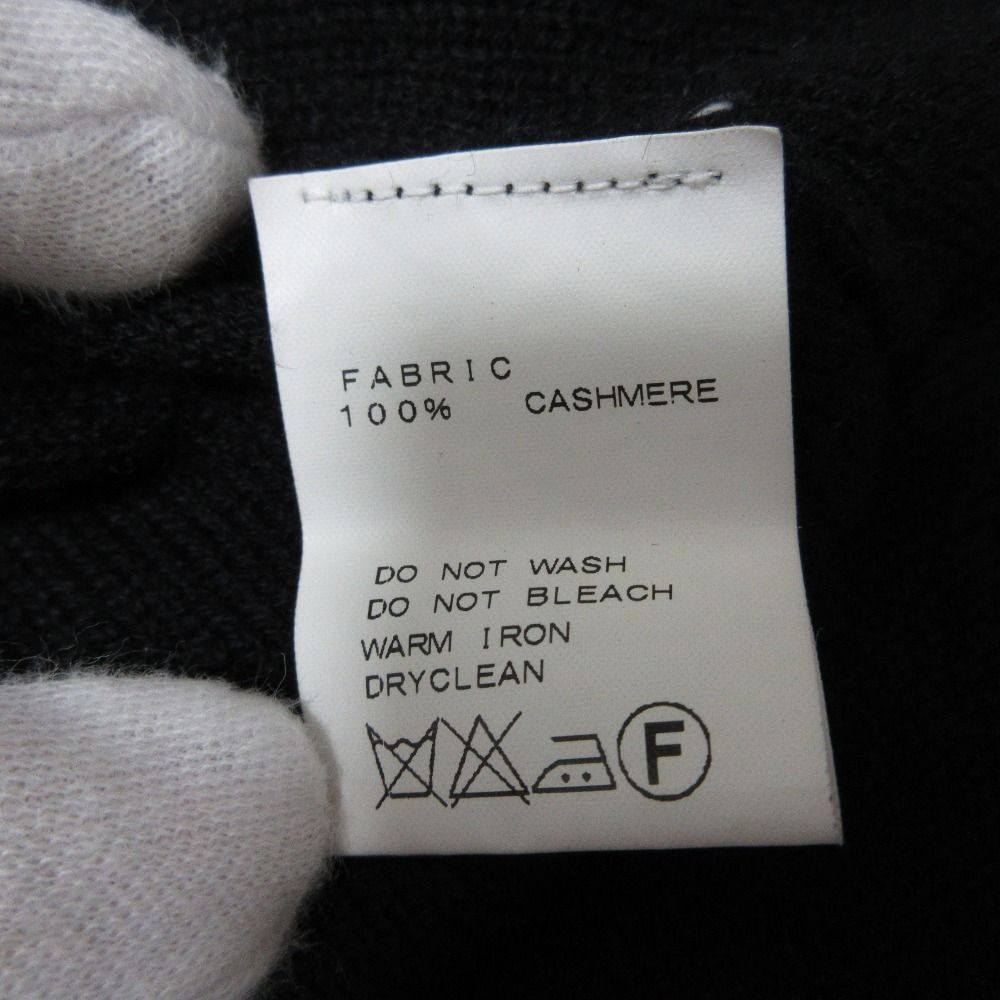 FABRIC
100% CASHMERE
DO NOT WASH
DO NOT BLEACH
WARM IRON
DRYCLEAN
F